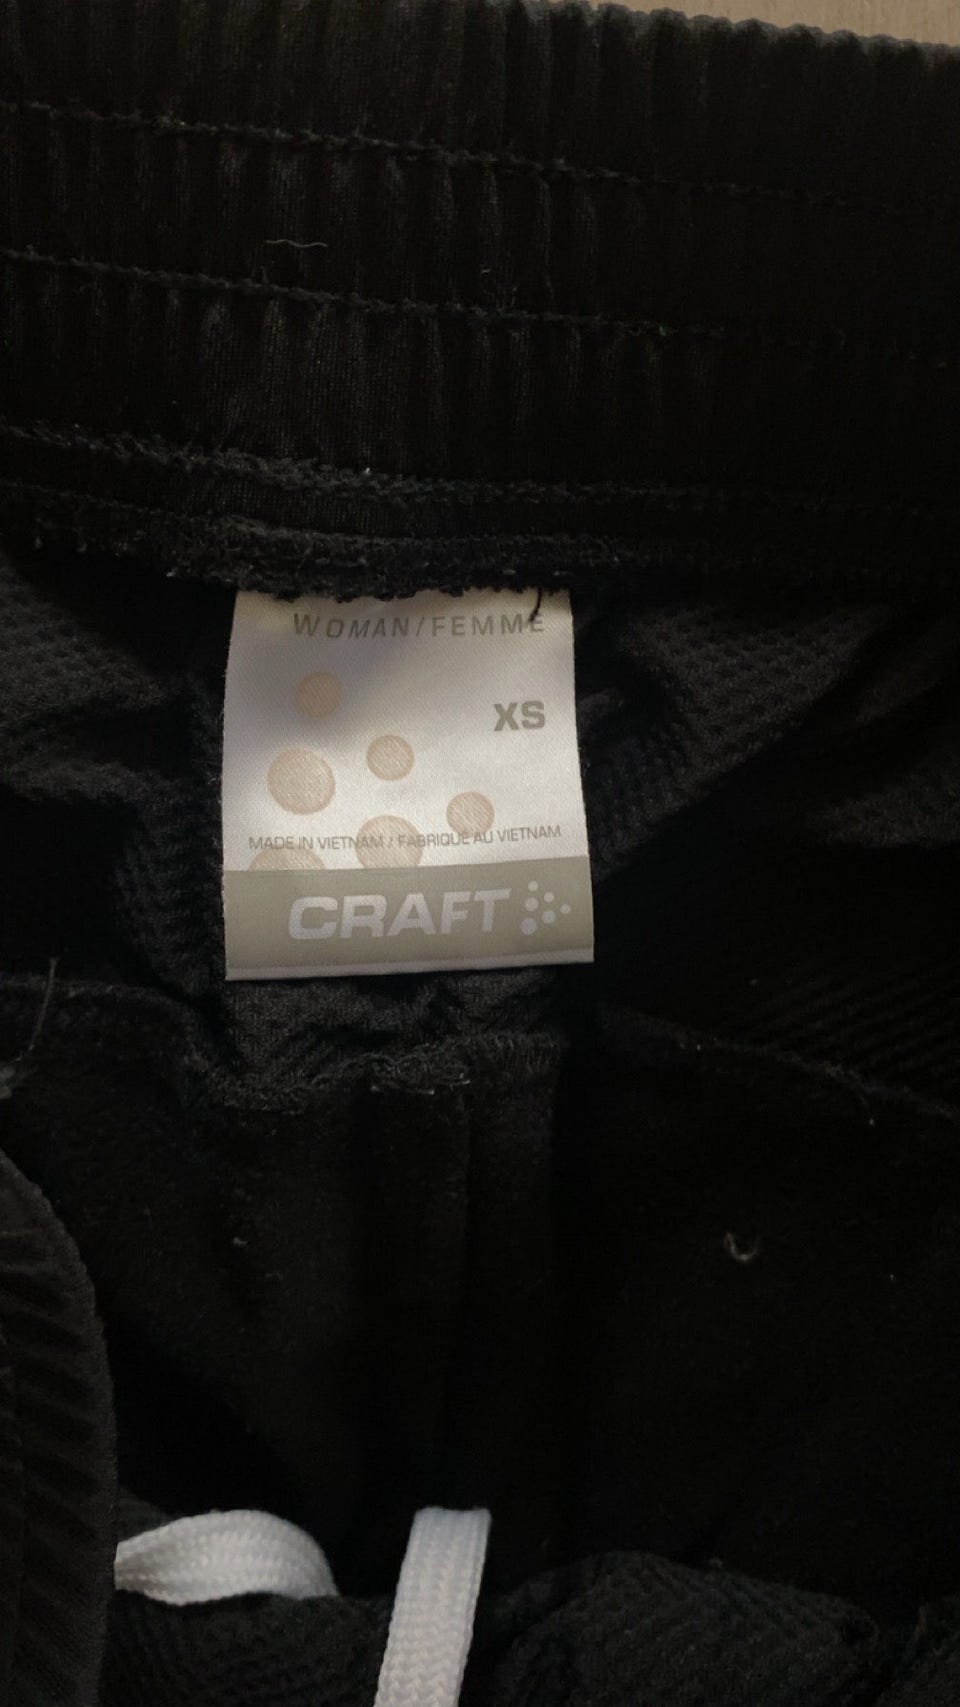 WOMAN/FEMME
XS
MADE IN VIETNAM / FABRIQUÉ AU VIETNAM
CRAFT